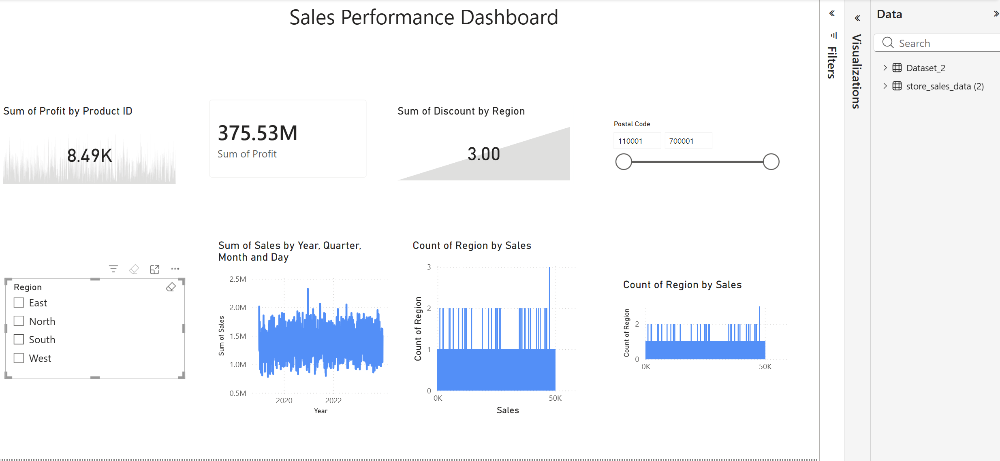 Sales Performance Dashboard
Sum of Profit by Product ID
8.49K
375.53M
Sum of Profit
Sum of Discount by Region
3.00
Postal Code
110001
700001
Region
East
North
South
West
Sum of Sales by Year, Quarter,
Month and Day
Sum of Sales
2.5M
2.0M
1.5M
1.0M
0.5M
2020
2022
Year
Count of Region by Sales
Count of Region
3
2
1
0
0K
50K
Sales
Count of Region by Sales
Count of Region
2
0
0K
50K
Filters
Visualizations
Data
Search
Dataset_2
store_sales_data (2)